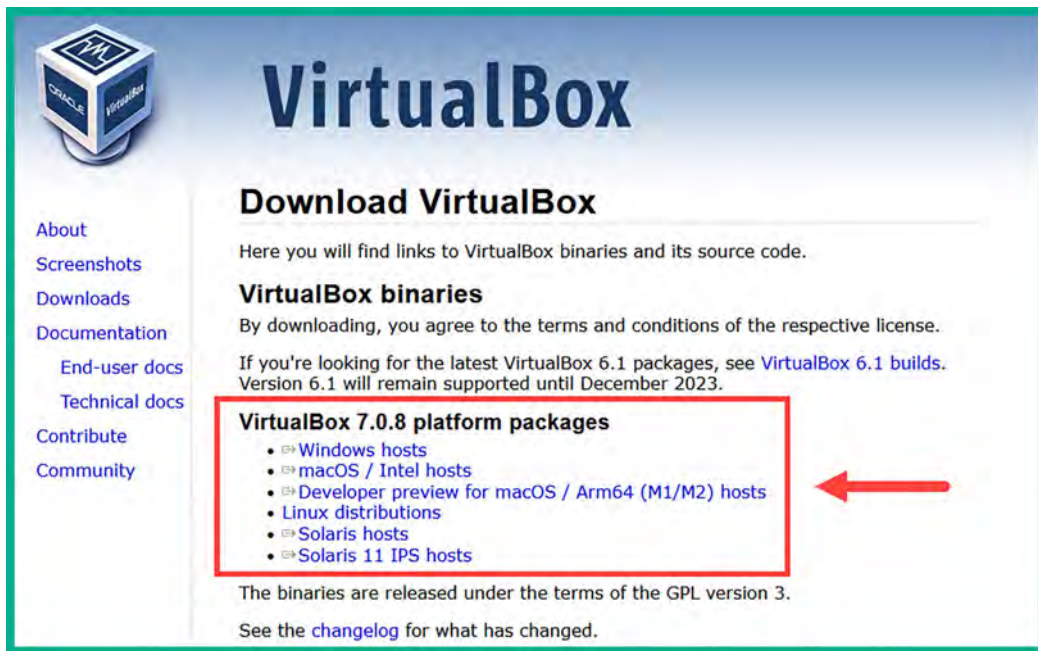 ORACLE
VirtualBox
VirtualBox
About
Screenshots
Downloads
Documentation
End-user docs
Technical docs
Contribute
Community
Download VirtualBox
Here you will find links to VirtualBox binaries and its source code.
VirtualBox binaries
By downloading, you agree to the terms and conditions of the respective license.
If you're looking for the latest VirtualBox 6.1 packages, see VirtualBox 6.1 builds.
Version 6.1 will remain supported until December 2023.
VirtualBox 7.0.8 platform packages
• Windows hosts
• macOS / Intel hosts
• Developer preview for macOS / Arm64 (M1/M2) hosts
• Linux distributions
• Solaris hosts
• Solaris 11 IPS hosts
The binaries are released under the terms of the GPL version 3.
See the changelog for what has changed.